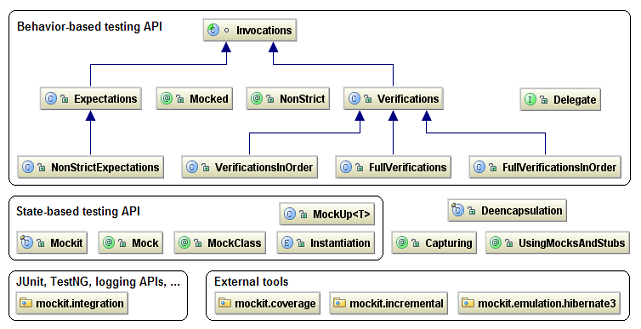 Behavior-based testing API
Invocations
Expectations
Mocked
NonStrict
Verifications
Delegate
NonStrictExpectations
VerificationsInOrder
FullVerifications
FullVerificationsInOrder
State-based testing API
MockUp<T>
Deencapsulation
Mockit
Mock
MockClass
Instantiation
Capturing
UsingMocksAndStubs
JUnit, TestNG, logging APIs, ...
External tools
mockit.integration
mockit.coverage
mockit.incremental
mockit.emulation.hibernate3